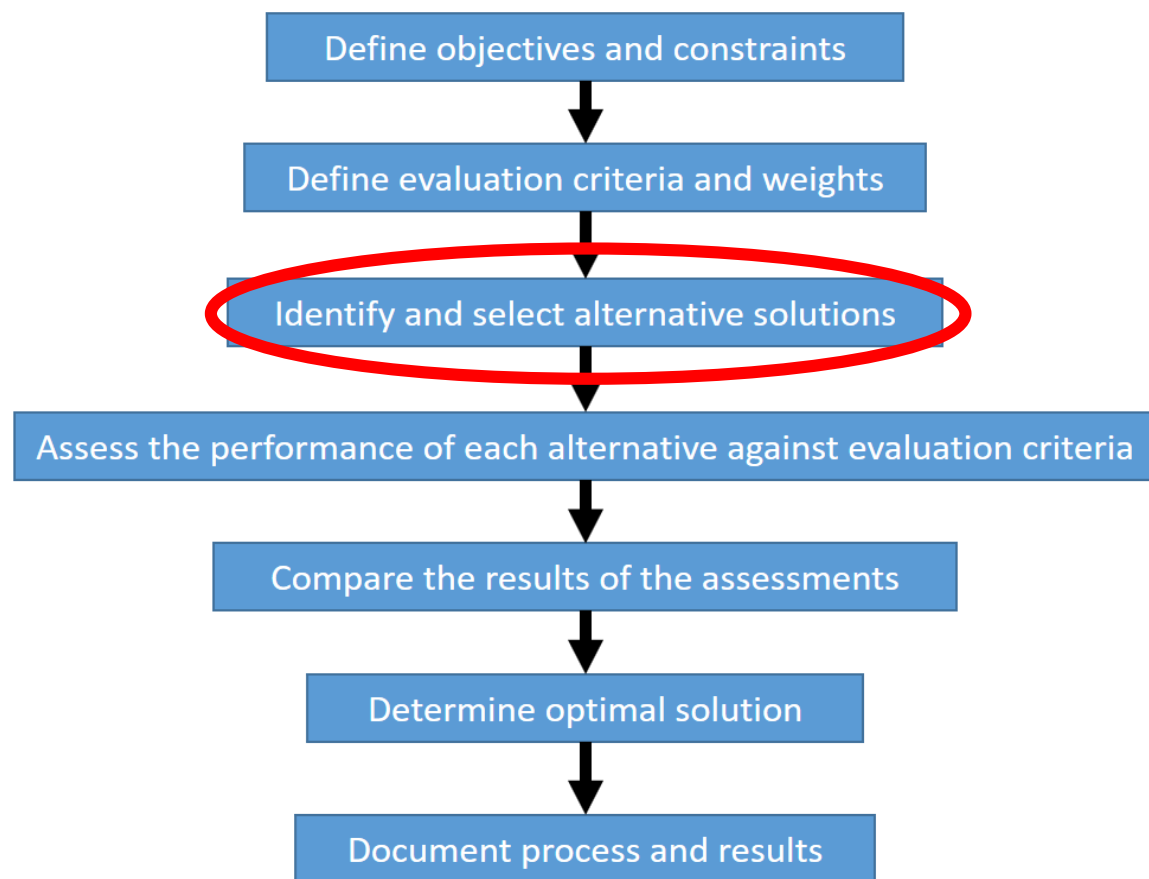 Define objectives and constraints
Define evaluation criteria and weights
Identify and select alternative solutions
Assess the performance of each alternative against evaluation criteria
Compare the results of the assessments
Determine optimal solution
Document process and results